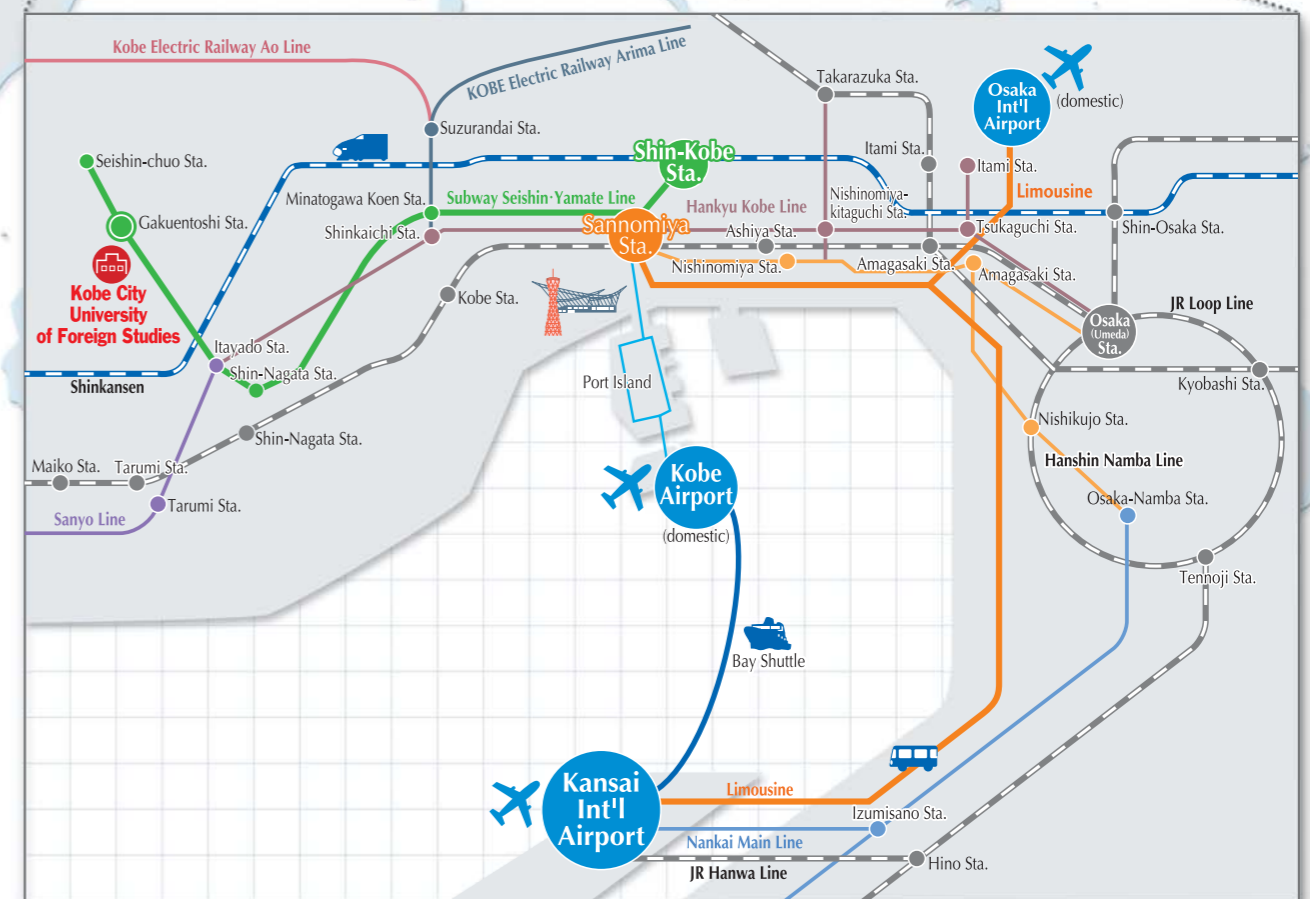 Kobe Electric Railway Ao Line
KOBE Electric Railway Arima Line
Takarazuka Sta.
Osaka
Int'l
Airport
(domestic)
Suzurandai Sta.
Seishin-chuo Sta.
Shin-Kobe
Sta.
Itami Sta.
Itami Sta.
Minatogawa Koen Sta.
Subway Seishin·Yamate Line
Hankyu Kobe Line
Nishinomiya-
kitaguchi Sta.
Limousine
Gakuentoshi Sta.
Shinkaichi Sta.
Sannomiya
Sta.
Ashiya Sta.
Tsukaguchi Sta.
Shin-Osaka Sta.
Nishinomiya Sta.
Amagasaki Sta.
Amagasaki Sta.
Kobe City
University
of Foreign Studies
Kobe Sta.
JR Loop Line
Osaka
(Umeda)
Sta.
Itayado Sta.
Shin-Nagata Sta.
Shinkansen
Port Island
Kyobashi Sta.
Shin-Nagata Sta.
Nishikujo Sta.
Maiko Sta.
Tarumi Sta.
Hanshin Namba Line
Kobe
Airport
(domestic)
Osaka-Namba Sta.
Tarumi Sta.
Sanyo Line
Tennoji Sta.
Bay Shuttle
Kansai
Int'l
Airport
Limousine
Izumisano Sta.
Nankai Main Line
JR Hanwa Line
Hino Sta.